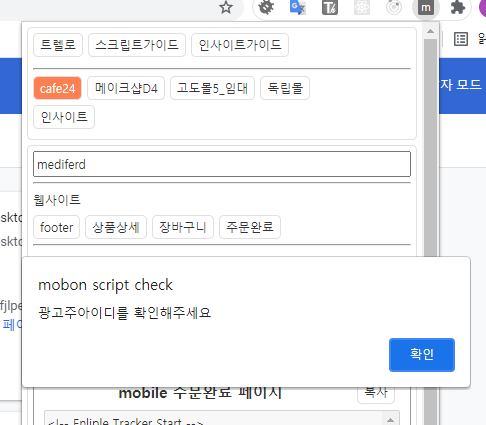 m
트렐로 스크립트가이드 인사이트가이드
cafe24 메이크샵D4 고도몰5_임대 독립몰
인사이트
자 모드
mediferd
웹사이트
footer 상품상세 장바구니 주문완료
skto
skto
fjlpe
페이
mobon script check
광고주아이디를 확인해주세요
확인
mobile 주문완료 페이지 복사
<!-- Enliple Tracker Start -->